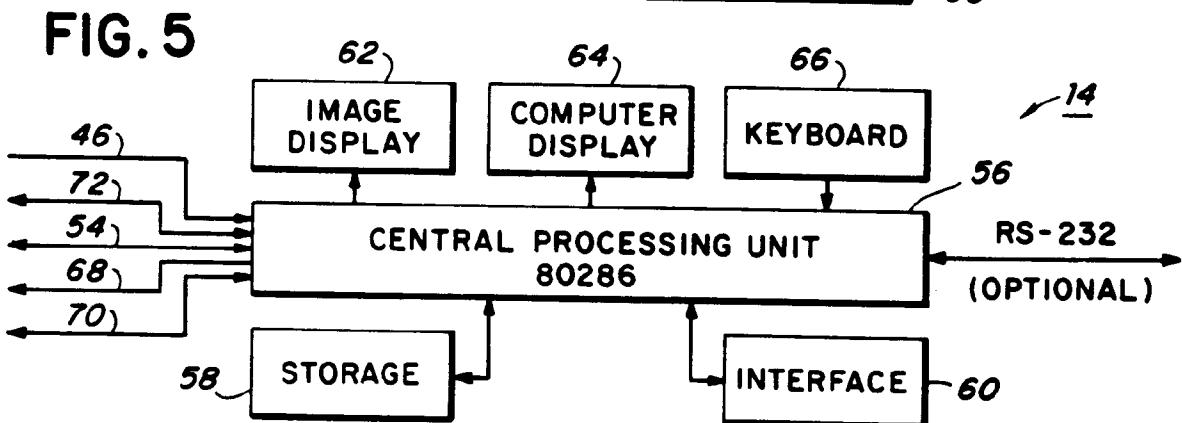 FIG. 5
62
64
66
14
IMAGE
DISPLAY
COMPUTER
DISPLAY
KEYBOARD
46
72
54
68
70
56
CENTRAL PROCESSING UNIT
80286
RS-232
(OPTIONAL)
58
STORAGE
INTERFACE
60